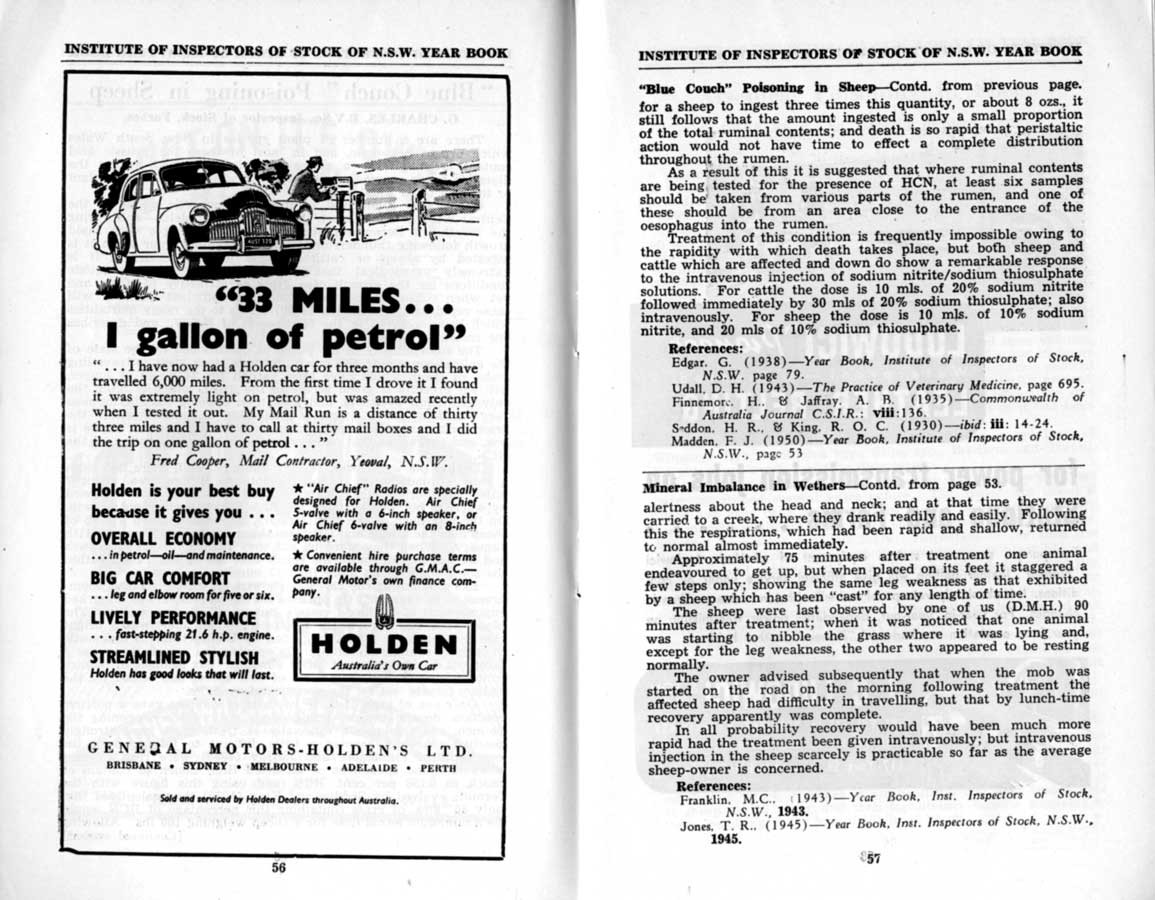 INSTITUTE OF INSPECTORS OF STOCK OF N.S.W. YEAR BOOK
"33 MILES...
1 gallon of petrol"
"... I have now had a Holden car for three months and have
travelled 6,000 miles. From the first time I drove it I found
it was extremely light on petrol, but was amazed recently
when I tested it out. My Mail Run is a distance of thirty
three miles and I have to call at thirty mail boxes and I did
the trip on one gallon of petrol ..."
Fred Cooper, Mail Contractor, Yeoval, N.S.W.
Holden is your best buy
because it gives you ...
OVERALL ECONOMY
... in petrol—oil—and maintenance.
BIG CAR COMFORT
... leg and elbow room for five or six.
LIVELY PERFORMANCE
... fast-stepping 21.6 h.p. engine.
STREAMLINED STYLISH
Holden has good looks that will last.
★ "Air Chief" Radios are specially
designed for Holden. Air Chief
5-valve with a 6-inch speaker, or
Air Chief 6-valve with an 8-inch
speaker.
★ Convenient hire purchase terms
are available through G.M.A.C.—
General Motor's own finance com-
pany.
HOLDEN
Australia's Own Car
GENERAL MOTORS-HOLDEN'S LTD.
BRISBANE • SYDNEY • MELBOURNE • ADELAIDE • PERTH
Sold and serviced by Holden Dealers throughout Australia.
56
INSTITUTE OF INSPECTORS OF STOCK OF N.S.W. YEAR BOOK
"Blue Couch" Poisoning in Sheep—Contd. from previous page.
for a sheep to ingest three times this quantity, or about 8 ozs., it
still follows that the amount ingested is only a small proportion
of the total ruminal contents; and death is so rapid that peristaltic
action would not have time to effect a complete distribution
throughout the rumen.
As a result of this it is suggested that where ruminal contents
are being tested for the presence of HCN, at least six samples
should be taken from various parts of the rumen, and one of
these should be from an area close to the entrance of the
oesophagus into the rumen.
Treatment of this condition is frequently impossible owing to
the rapidity with which death takes place, but both sheep and
cattle which are affected and down do show a remarkable response
to the intravenous injection of sodium nitrite/sodium thiosulphate
solutions. For cattle the dose is 10 mls. of 20% sodium nitrite
followed immediately by 30 mls of 20% sodium thiosulphate; also
intravenously. For sheep the dose is 10 mls. of 10% sodium
nitrite, and 20 mls of 10% sodium thiosulphate.
References:
Edgar, G. (1938)—Year Book, Institute of Inspectors of Stock,
N.S.W. page 79.
Udall, D. H. (1943)—The Practice of Veterinary Medicine, page 695.
Finnemore, H., & Jaffray, A. B. (1935)—Commonwealth of
Australia Journal C.S.I.R.: viii:136.
Seddon, H. R., & King, R. O. C. (1930)—ibid: iii: 14-24.
Madden, F. J. (1950)—Year Book, Institute of Inspectors of Stock,
N.S.W., page 53
Mineral Imbalance in Wethers—Contd. from page 53.
alertness about the head and neck; and at that time they were
carried to a creek, where they drank readily and easily. Following
this the respirations, which had been rapid and shallow, returned
to normal almost immediately.
Approximately 75 minutes after treatment one animal
endeavoured to get up, but when placed on its feet it staggered a
few steps only; showing the same leg weakness as that exhibited
by a sheep which has been "cast" for any length of time.
The sheep were last observed by one of us (D.M.H.) 90
minutes after treatment; when it was noticed that one animal
was starting to nibble the grass where it was lying and,
except for the leg weakness, the other two appeared to be resting
normally.
The owner advised subsequently that when the mob was
started on the road on the morning following treatment the
affected sheep had difficulty in travelling, but that by lunch-time
recovery apparently was complete.
In all probability recovery would have been much more
rapid had the treatment been given intravenously; but intravenous
injection in the sheep scarcely is practicable so far as the average
sheep-owner is concerned.
References:
Franklin, M.C., (1943)—Year Book, Inst. Inspectors of Stock,
N.S.W., 1943.
Jones, T. R., (1945)—Year Book, Inst. Inspectors of Stock, N.S.W.,
1945.
57